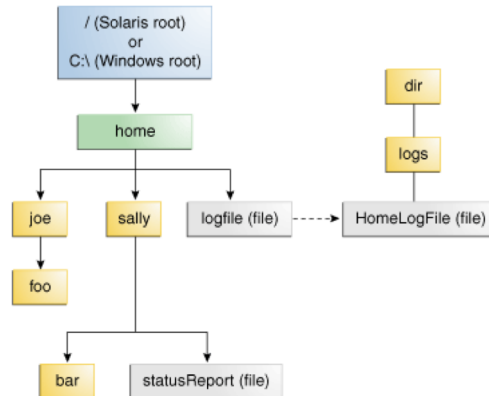 / (Solaris root)
or
C:\ (Windows root)
dir
home
logs
joe
sally
logfile (file)
HomeLogFile (file)
foo
bar
statusReport (file)